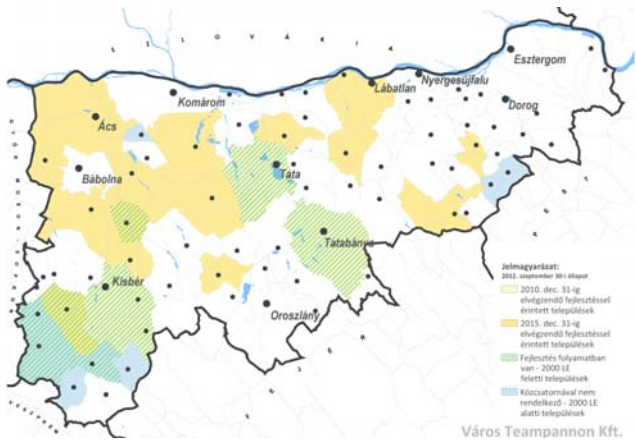 SZLOVÁKIA
Esztergom
Nyergesújfalu
Lábatlan
Komárom
Dorog
Ács
Bábolna
Tata
PEST
Tatabánya
Kisbér
Oroszlány
FEJÉR
Jelmagyarázat:
2012. szeptember 30-i állapot
2010. dec. 31-ig
elvégzendő fejlesztéssel
érintett települések
2015. dec. 31-ig
elvégzendő fejlesztéssel
érintett települések
Fejlesztés folyamatban
van - 2000 LE
feletti települések
Közcsatornával nem
rendelkező - 2000 LE
alatti települések
Város Teampannon Kft.